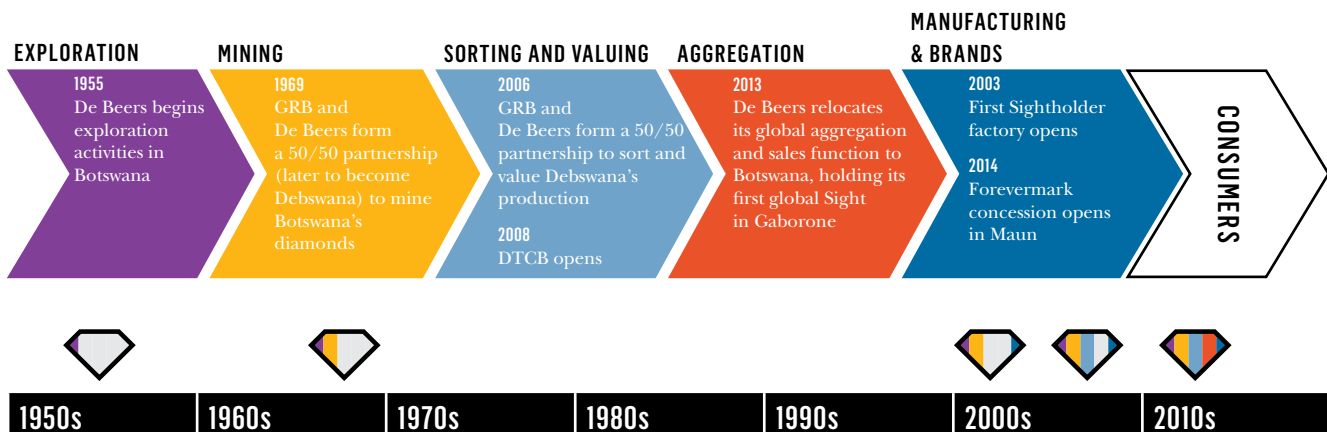 EXPLORATION
1955
De Beers begins
exploration
activities in
Botswana
MINING
1969
GRB and
De Beers form
a 50/50 partnership
(later to become
Debswana) to mine
Botswana’s
diamonds
SORTING AND VALUING
2006
GRB and
De Beers form a 50/50
partnership to sort and
value Debswana’s
production
2008
DTCB opens
AGGREGATION
2013
De Beers relocates
its global aggregation
and sales function to
Botswana, holding its
first global Sight
in Gaborone
MANUFACTURING
& BRANDS
2003
First Sightholder
factory opens
2014
Forevermark
concession opens
in Maun
CONSUMERS
1950s
1960s
1970s
1980s
1990s
2000s
2010s